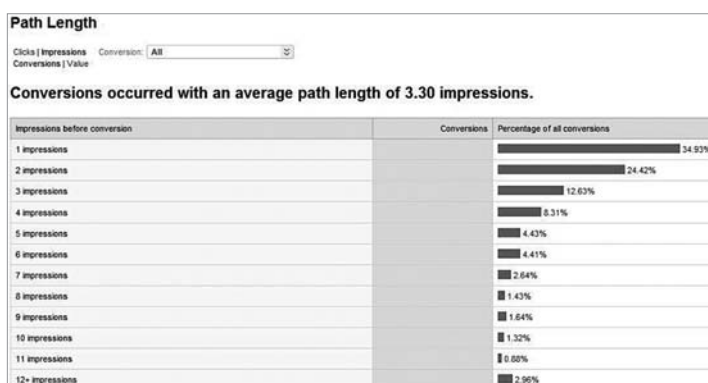 Path Length
Clicks | Impressions Conversion: All
Conversions | Value
Conversions occurred with an average path length of 3.30 impressions.
Impressions before conversion Conversions Percentage of all conversions
1 impressions 34.93%
2 impressions 24.42%
3 impressions 12.63%
4 impressions 8.31%
5 impressions 4.43%
6 impressions 4.41%
7 impressions 2.64%
8 impressions 1.43%
9 impressions 1.64%
10 impressions 1.32%
11 impressions 0.88%
12+ impressions 2.96%